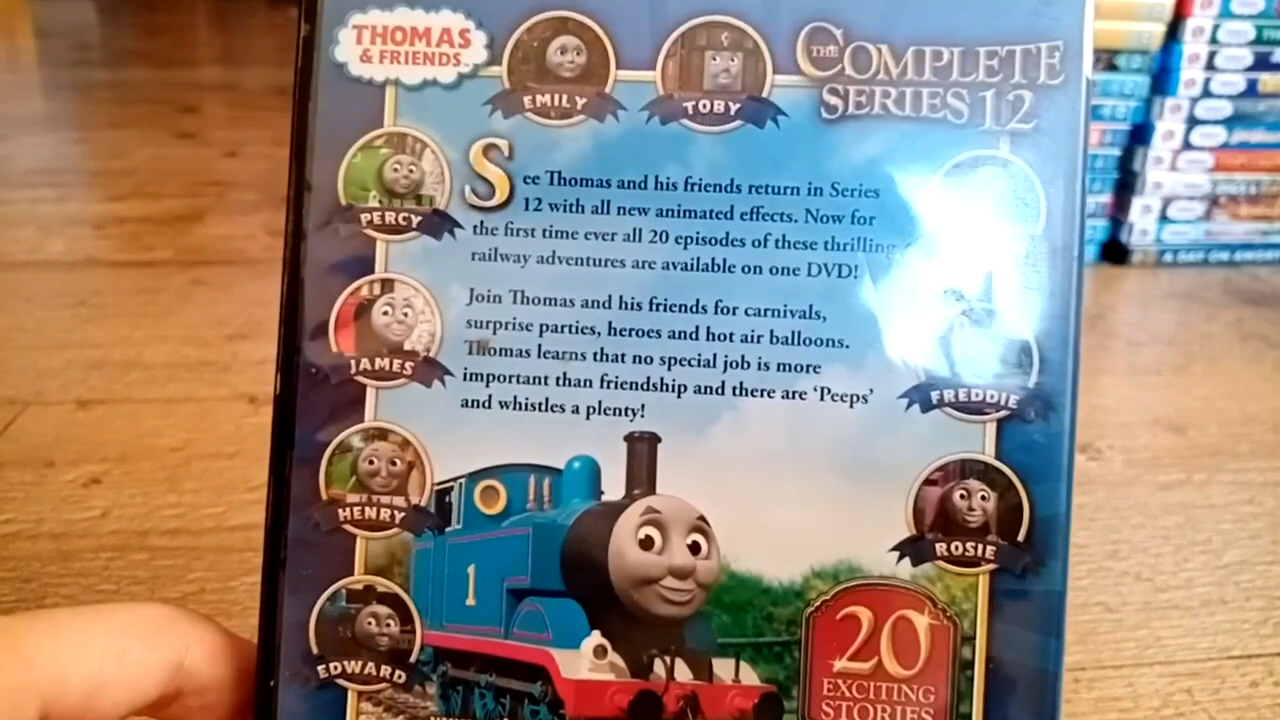 THOMAS
& FRIENDS
EMILY
TOBY
THE COMPLETE
SERIES 12
PERCY
See Thomas and his friends return in Series
12 with all new animated effects. Now for
the first time ever all 20 episodes of these thrilling
railway adventures are available on one DVD!
JAMES
Join Thomas and his friends for carnivals,
surprise parties, heroes and hot air balloons.
Thomas learns that no special job is more
important than friendship and there are ‘Peeps’
and whistles a plenty!
FREDDIE
HENRY
ROSIE
EDWARD
1
20
EXCITING
STORIES